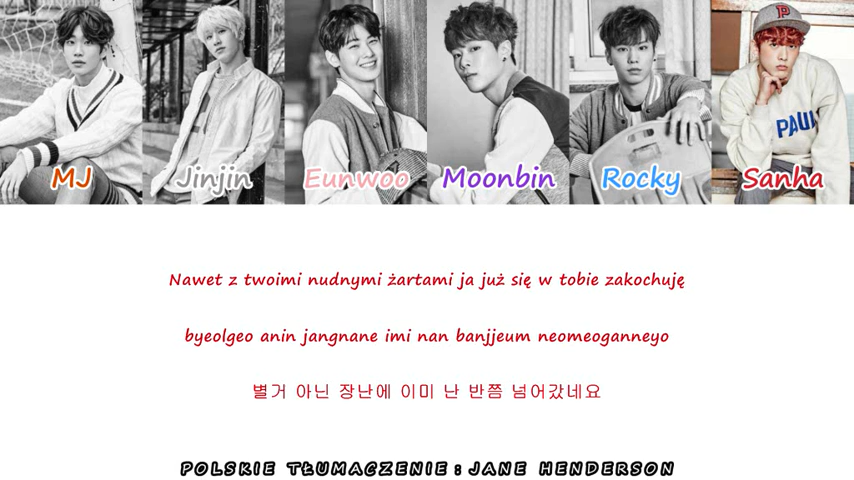 P
PAUL
MJ
Jinjin
Eunwoo
Moonbin
Rocky
Sanha
Nawet z twoimi nudnymi żartami ja już się w tobie zakochuję
byeolgeo anin jangnane imi nan banjjeum neomeoganneyo
별거 아닌 장난에 이미 난 반쯤 넘어갔네요
POLSKIE TŁUMACZENIE : JANE HENDERSON